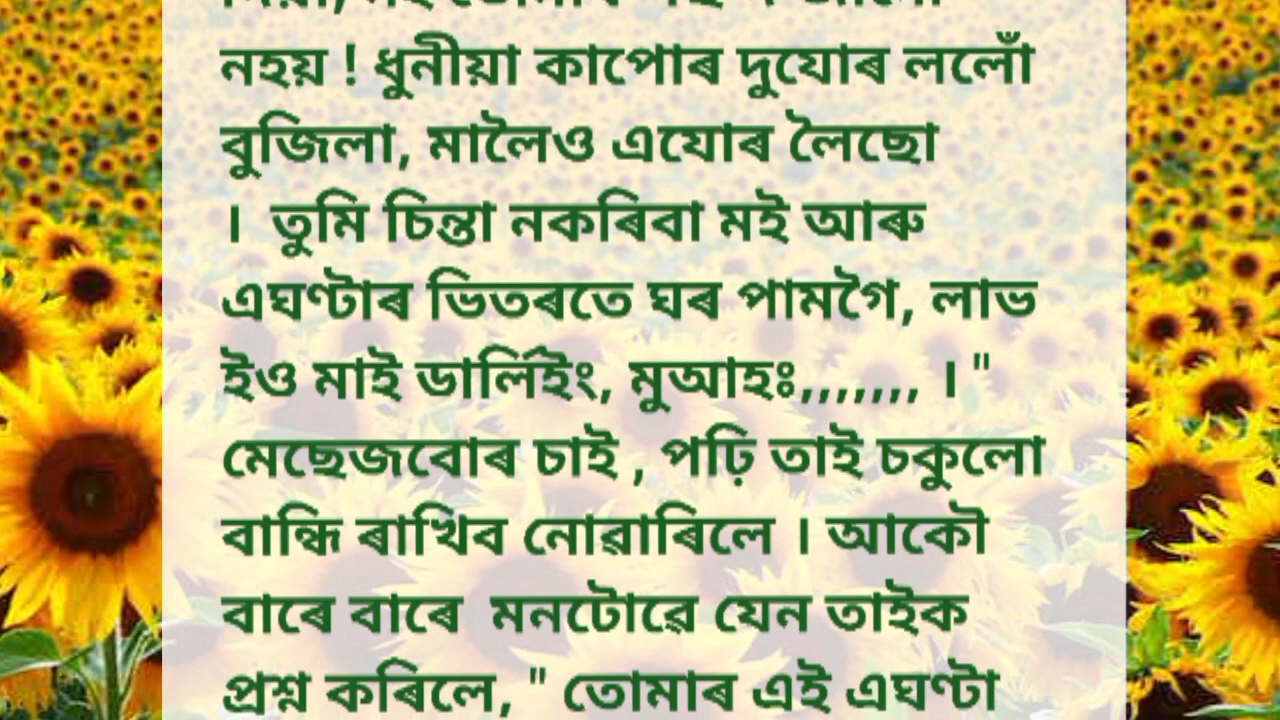 নহয় ! ধুনীয়া কাপোৰ দুযোৰ ললোঁ
বুজিলা, মালৈও এযোৰ লৈছো
। তুমি চিন্তা নকৰিবা মই আৰু
এঘণ্টাৰ ভিতৰতে ঘৰ পামগৈ, লাভ
ইও মাই ডাৰ্লিইং, মুআহঃ,,,,,,, । "
মেছেজবোৰ চাই , পঢ়ি তাই চকুলো
বান্ধি ৰাখিব নোৱাৰিলে । আকৌ
বাৰে বাৰে মনটোৱে যেন তাইক
প্ৰশ্ন কৰিলে, " তোমাৰ এই এঘণ্টা